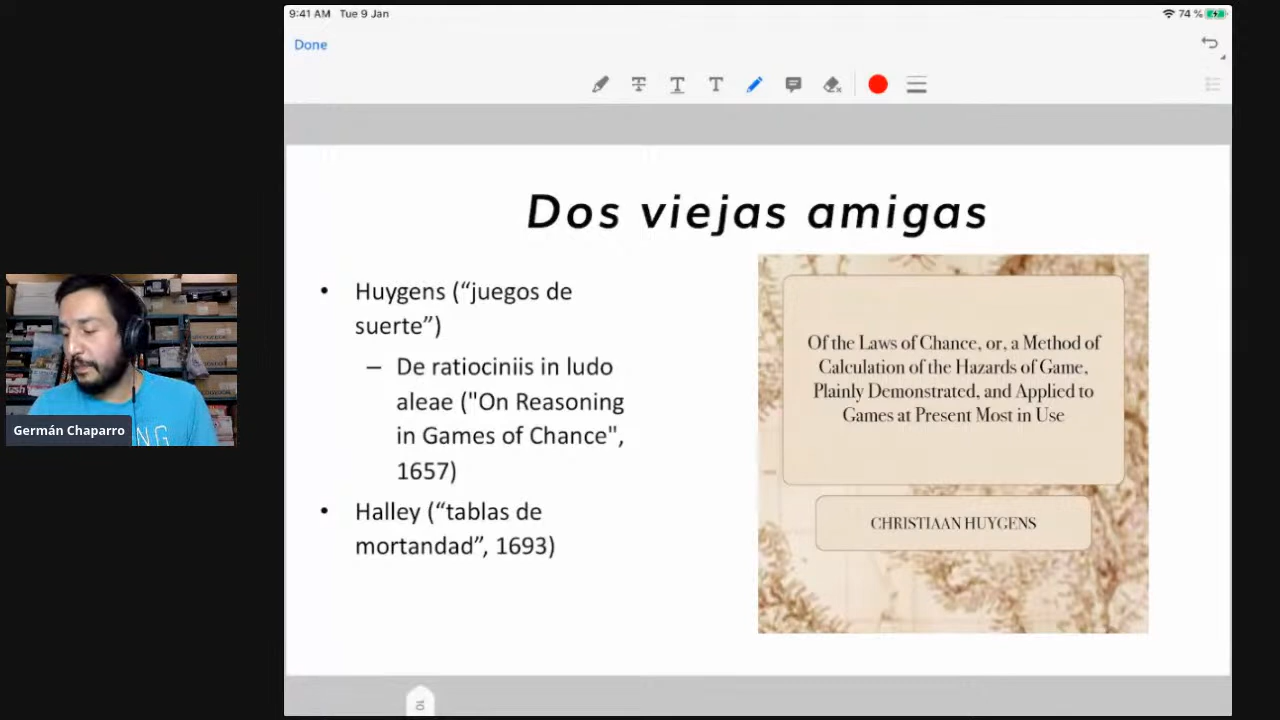 9:41 AM Tue 9 Jan
74 %
Done
T T T
Dos viejas amigas
• Huygens (“juegos de
suerte”)
– De ratiociniis in ludo
aleae ("On Reasoning
in Games of Chance",
1657)
• Halley (“tablas de
mortandad”, 1693)
Of the Laws of Chance, or, a Method of
Calculation of the Hazards of Game,
Plainly Demonstrated, and Applied to
Games at Present Most in Use
CHRISTIAAN HUYGENS
Germán Chaparro
10